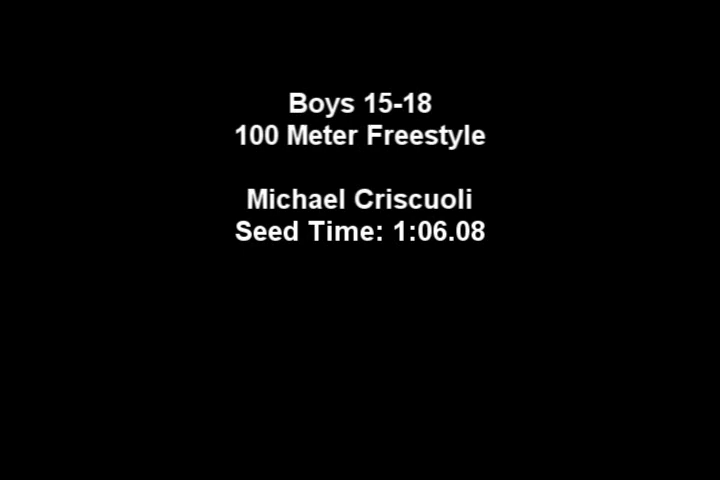 Boys 15-18
100 Meter Freestyle
Michael Criscuoli
Seed Time: 1:06.08